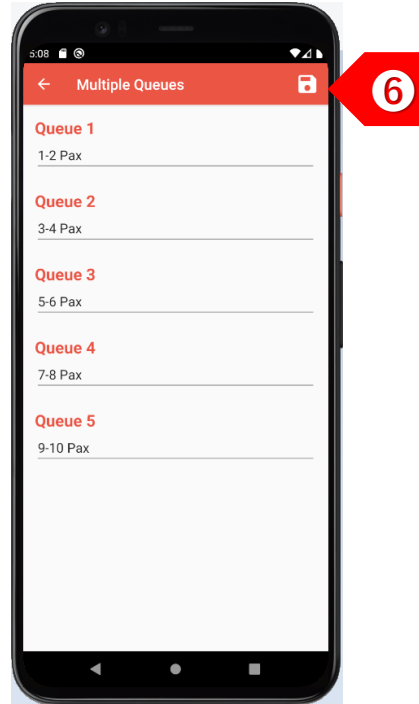 5:08
Multiple Queues
6
Queue 1
1-2 Pax
Queue 2
3-4 Pax
Queue 3
5-6 Pax
Queue 4
7-8 Pax
Queue 5
9-10 Pax